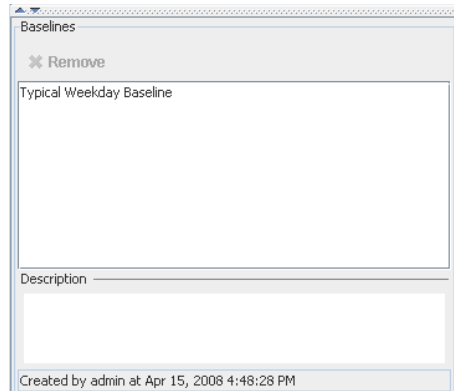 Baselines
Remove
Typical Weekday Baseline
Description
Created by admin at Apr 15, 2008 4:48:28 PM